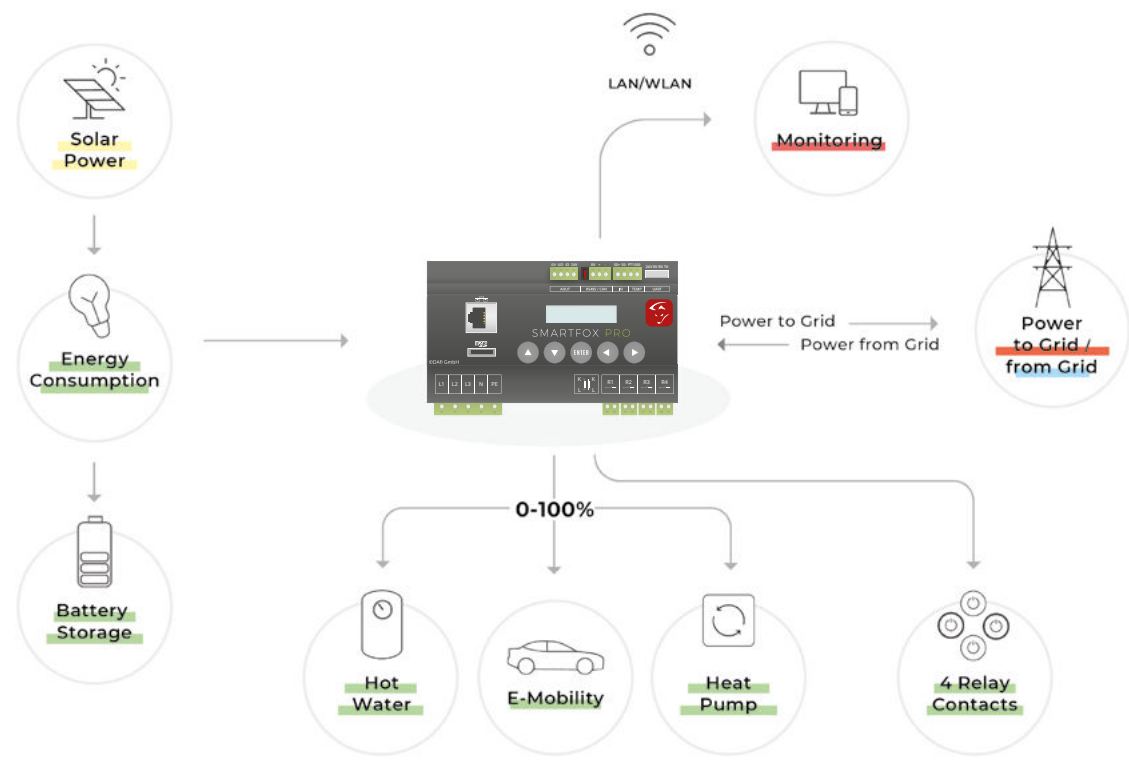 LAN/WLAN
Solar
Power
Monitoring
Energy
Consumption
SMARTFOX PRO
ENTER
©DAfi GmbH
L1 L2 L3 N PE
R1 R2 R3 R4
Power to Grid
Power from Grid
Power
to Grid /
from Grid
0-100%
Battery
Storage
Hot
Water
E-Mobility
Heat
Pump
4 Relay
Contacts